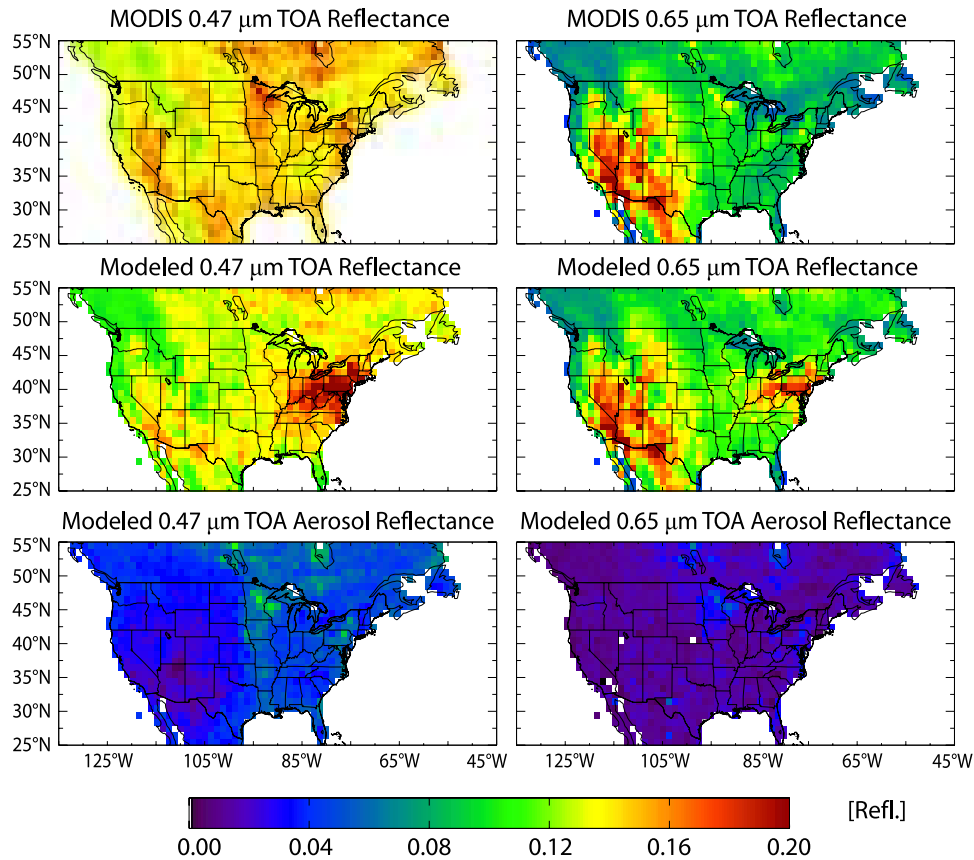 MODIS 0.47 μm TOA Reflectance
MODIS 0.65 μm TOA Reflectance
55°N
50°N
45°N
40°N
35°N
30°N
25°N
55°N
50°N
45°N
40°N
35°N
30°N
25°N
Modeled 0.47 μm TOA Reflectance
Modeled 0.65 μm TOA Reflectance
55°N
50°N
45°N
40°N
35°N
30°N
25°N
55°N
50°N
45°N
40°N
35°N
30°N
25°N
Modeled 0.47 μm TOA Aerosol Reflectance
Modeled 0.65 μm TOA Aerosol Reflectance
55°N
50°N
45°N
40°N
35°N
30°N
25°N
55°N
50°N
45°N
40°N
35°N
30°N
25°N
125°W 105°W 85°W 65°W 45°W
125°W 105°W 85°W 65°W 45°W
[Refl.]
0.00 0.04 0.08 0.12 0.16 0.20